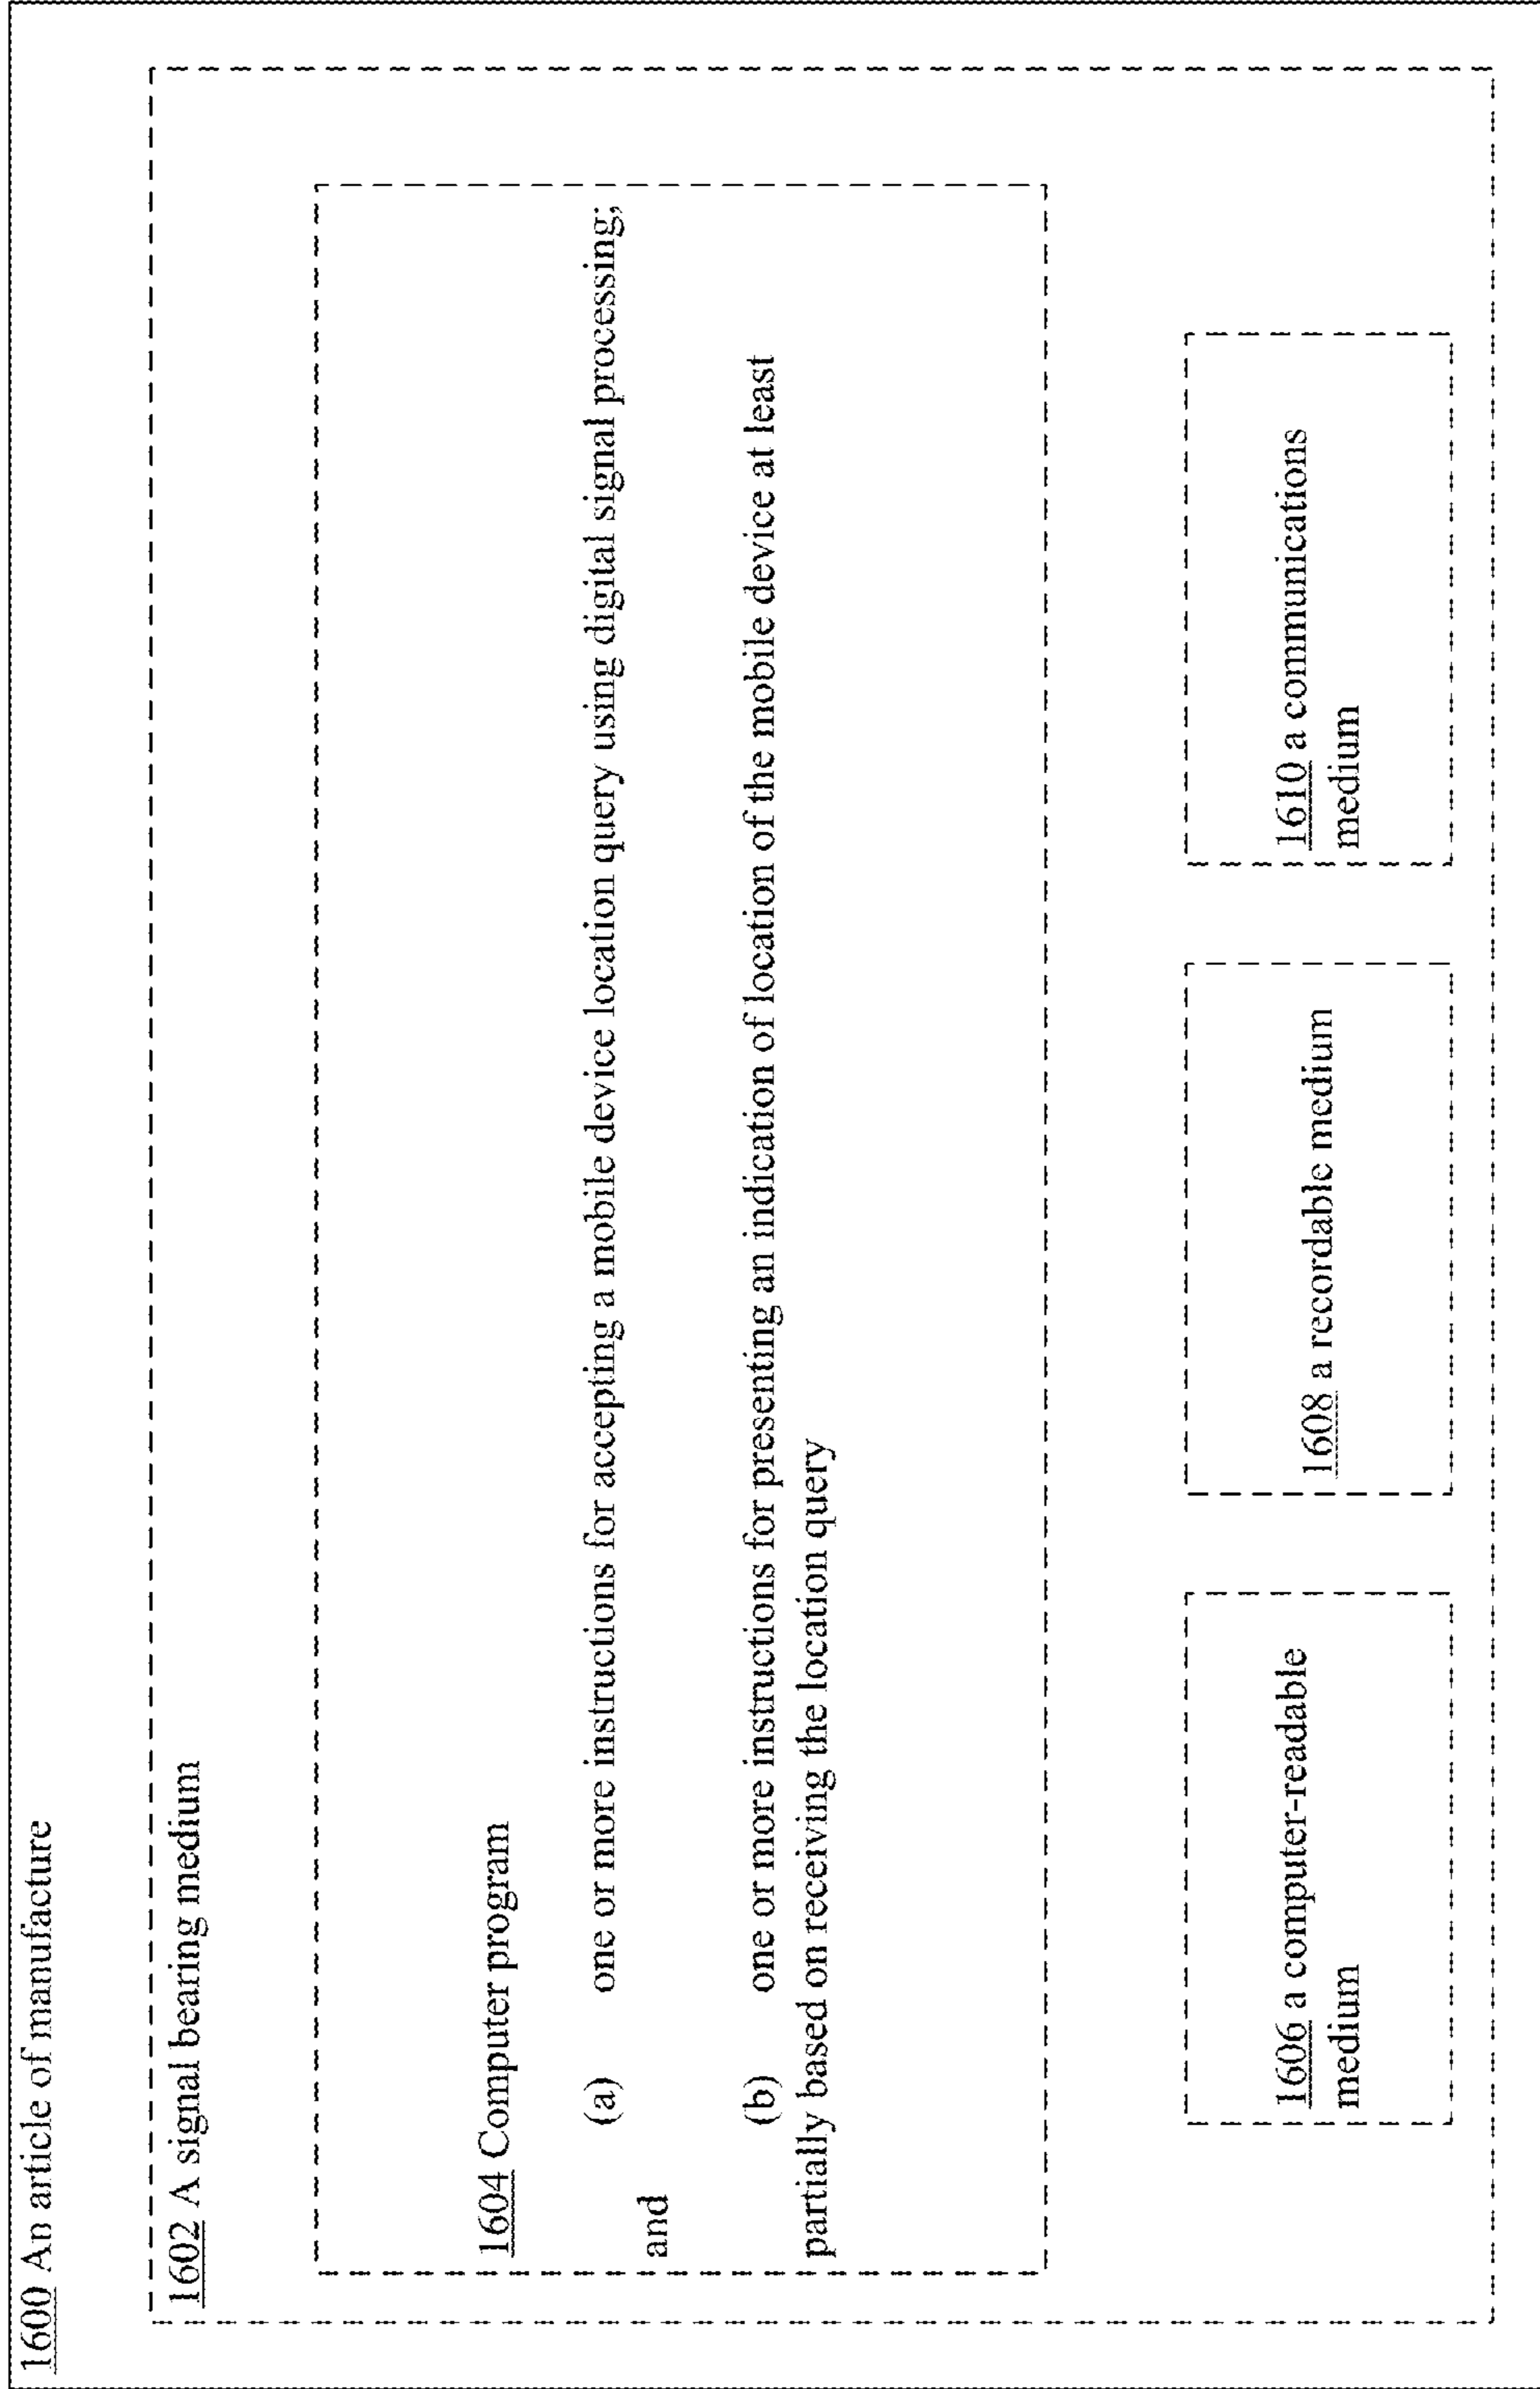 1600 An article of manufacture
1602 A signal bearing medium
1604 Computer program
(a) one or more instructions for accepting a mobile device location query using digital signal processing;
and
(b) one or more instructions for presenting an indication of location of the mobile device at least
partially based on receiving the location query
1606 a computer-readable
medium
1608 a recordable medium
1610 a communications
medium